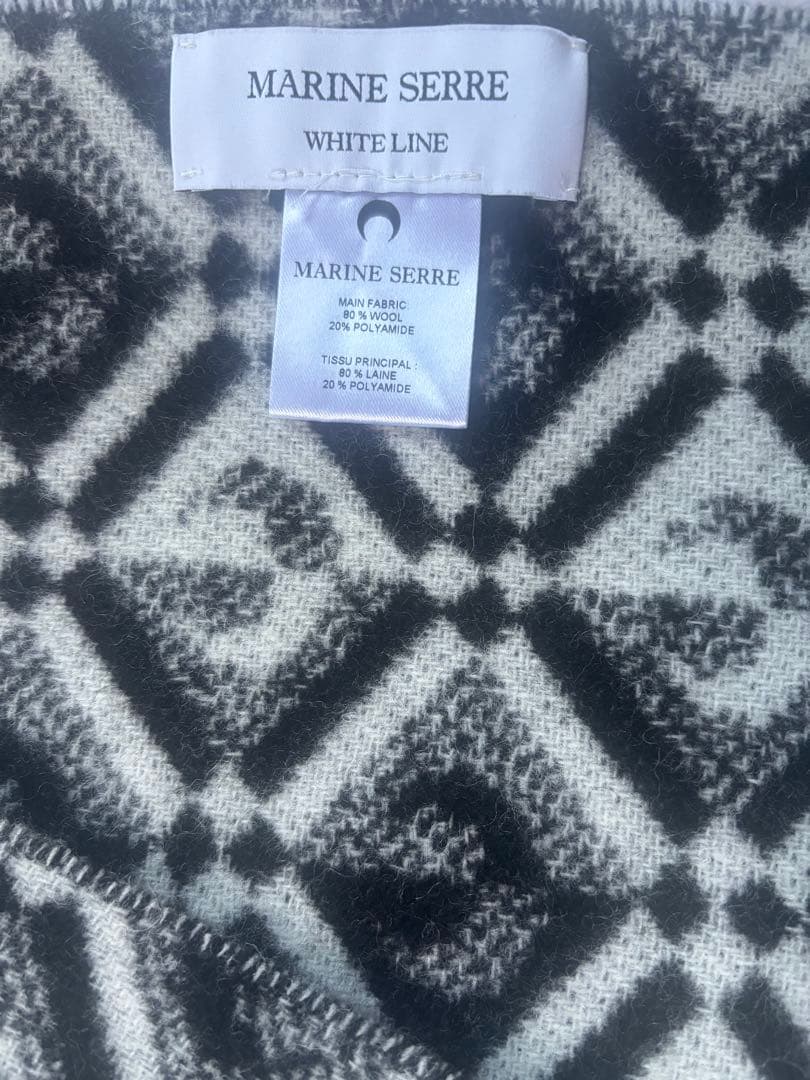 MARINE SERRE
WHITE LINE
MARINE SERRE
MAIN FABRIC:
80 % WOOL
20% POLYAMIDE
TISSU PRINCIPAL :
80 % LAINE
20 % POLYAMIDE